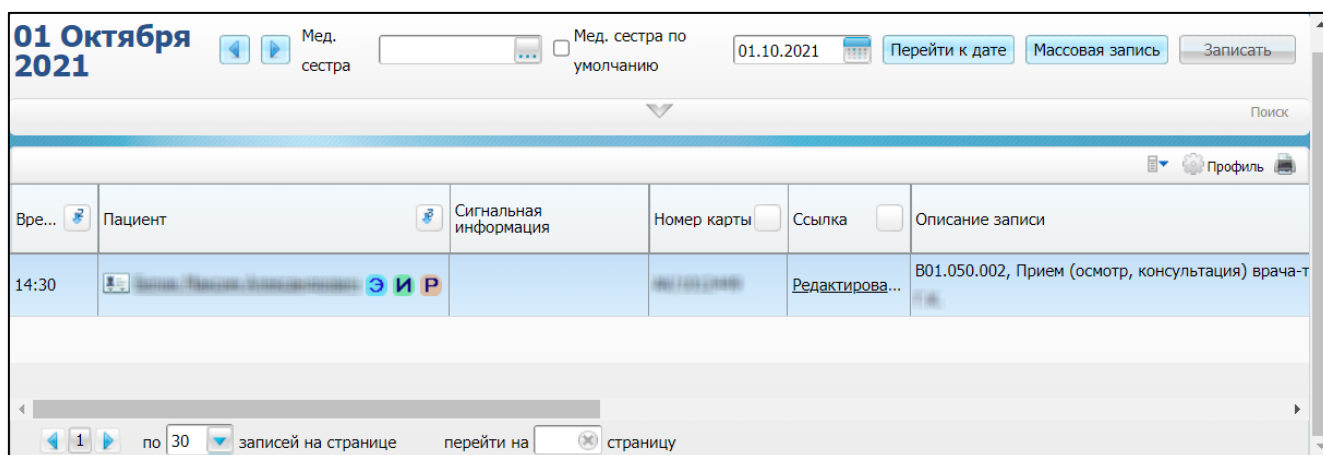 01 Октября
2021
Мед.
сестра
...
Мед. сестра по
умолчанию
01.10.2021
Перейти к дате
Массовая запись
Записать
Поиск
Профиль
Вре...
Пациент
Сигнальная
информация
Номер карты
Ссылка
Описание записи
14:30
Э И Р
Редактирова...
B01.050.002, Прием (осмотр, консультация) врача-т
1
по 30 записей на странице
перейти на
страницу